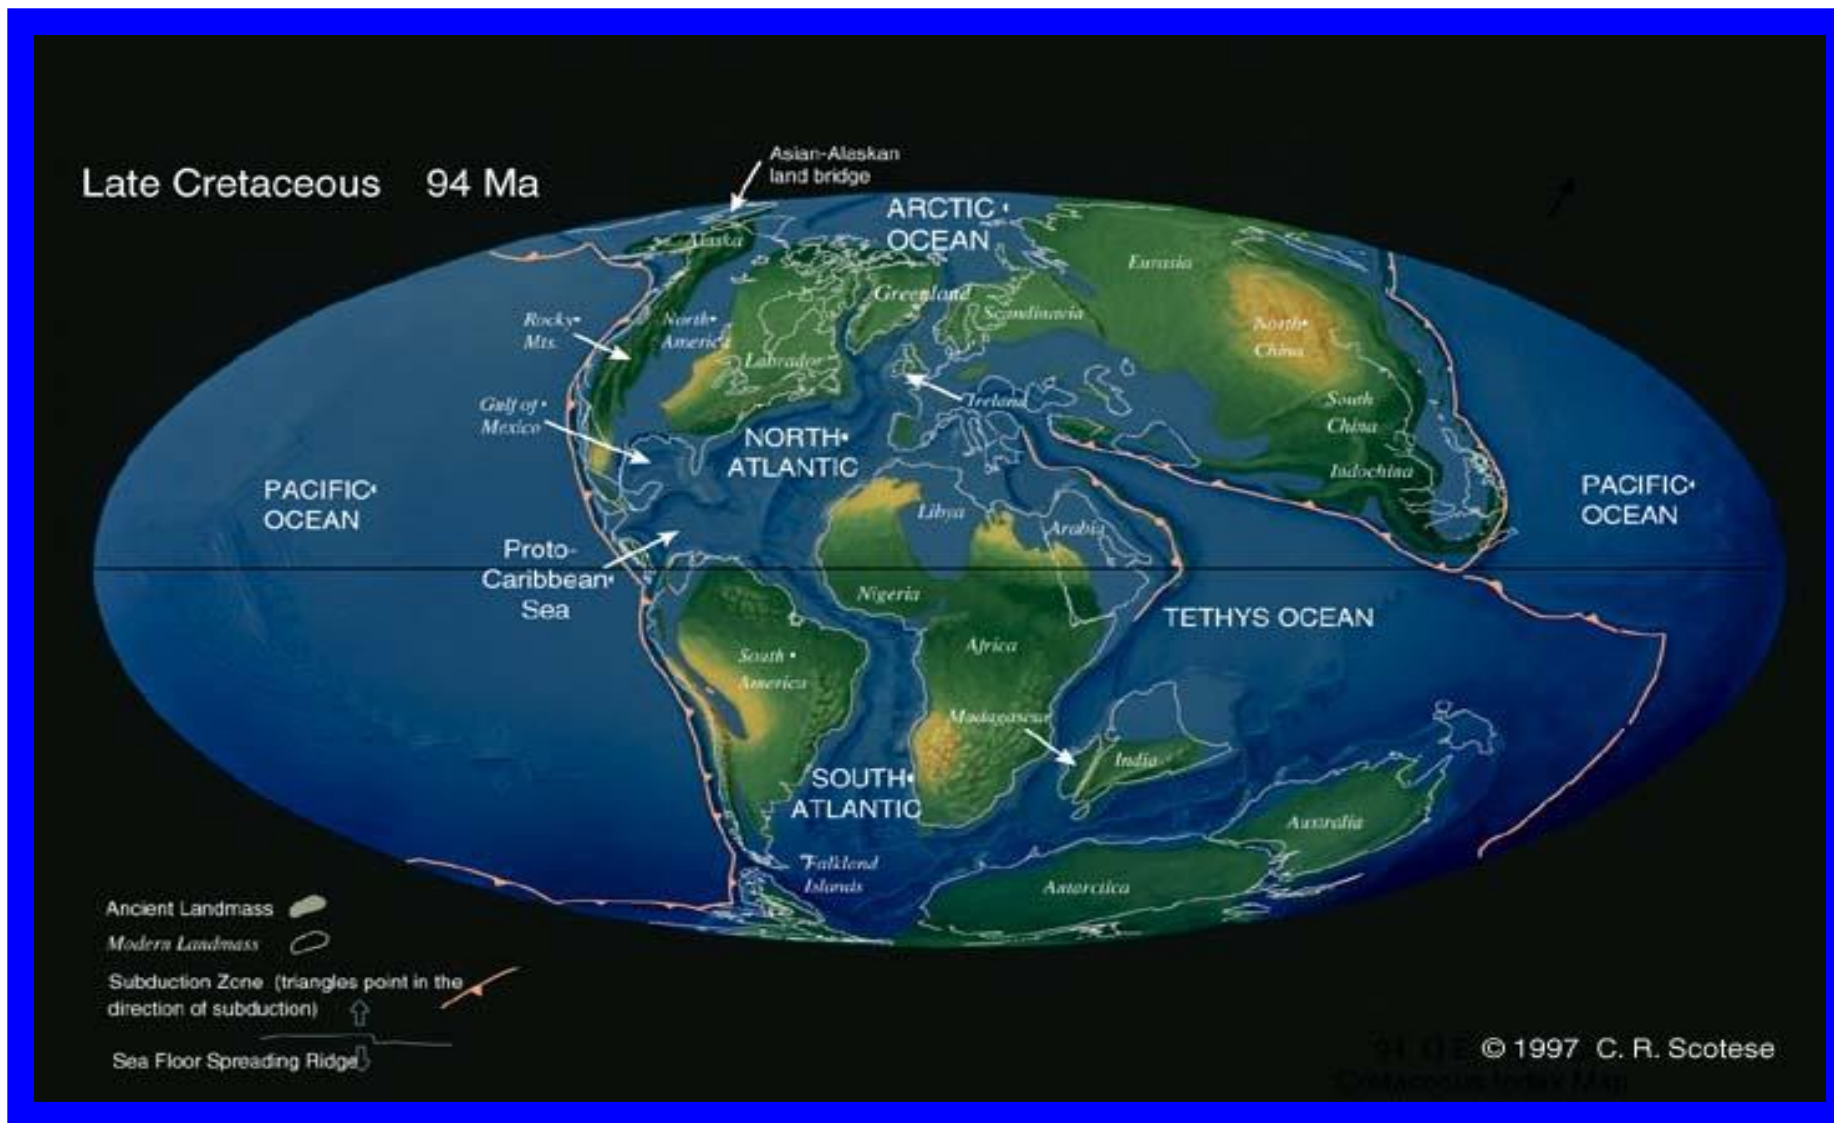 Late Cretaceous 94 Ma
Asian-Alaskan
land bridge
ARCTIC
OCEAN
Alaska
Eurasia
Greenland
Scandinavia
Rocky
Mts.
North
America
Labrador
North
China
Ireland
Gulf of
Mexico
South
China
NORTH
ATLANTIC
Indochina
PACIFIC
OCEAN
PACIFIC
OCEAN
Libya
Arabia
Proto-
Caribbean
Sea
Nigeria
TETHYS OCEAN
Africa
South
America
Madagascar
India
SOUTH
ATLANTIC
Australia
Falkland
Islands
Antarctica
Ancient Landmass
Modern Landmass
Subduction Zone (triangles point in the
direction of subduction)
Sea Floor Spreading Ridge
© 1997 C. R. Scotese
Cretaceous Index Map